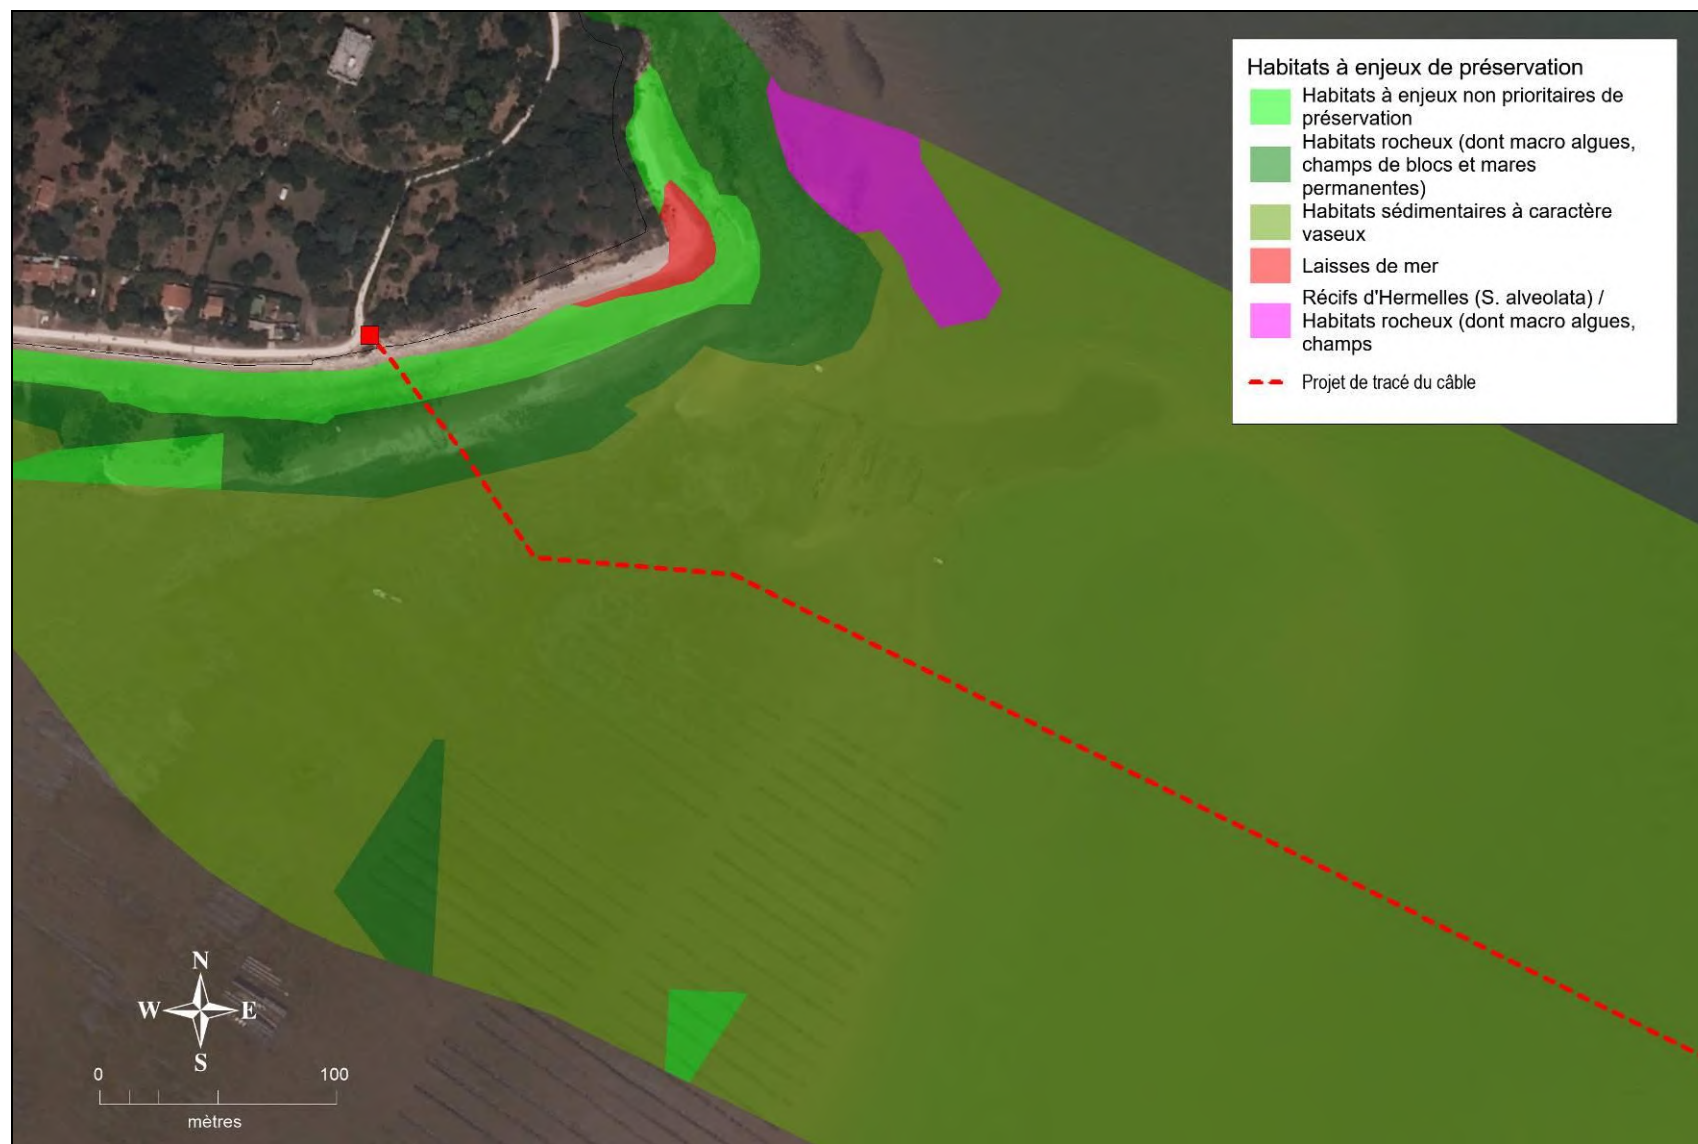 Habitats à enjeux de préservation
Habitats à enjeux non prioritaires de
préservation
Habitats rocheux (dont macro algues,
champs de blocs et mares
permanentes)
Habitats sédimentaires à caractère
vaseux
Laisses de mer
Récifs d'Hermelles (S. alveolata) /
Habitats rocheux (dont macro algues,
champs
Projet de tracé du câble
N
W E
S
0 100
mètres